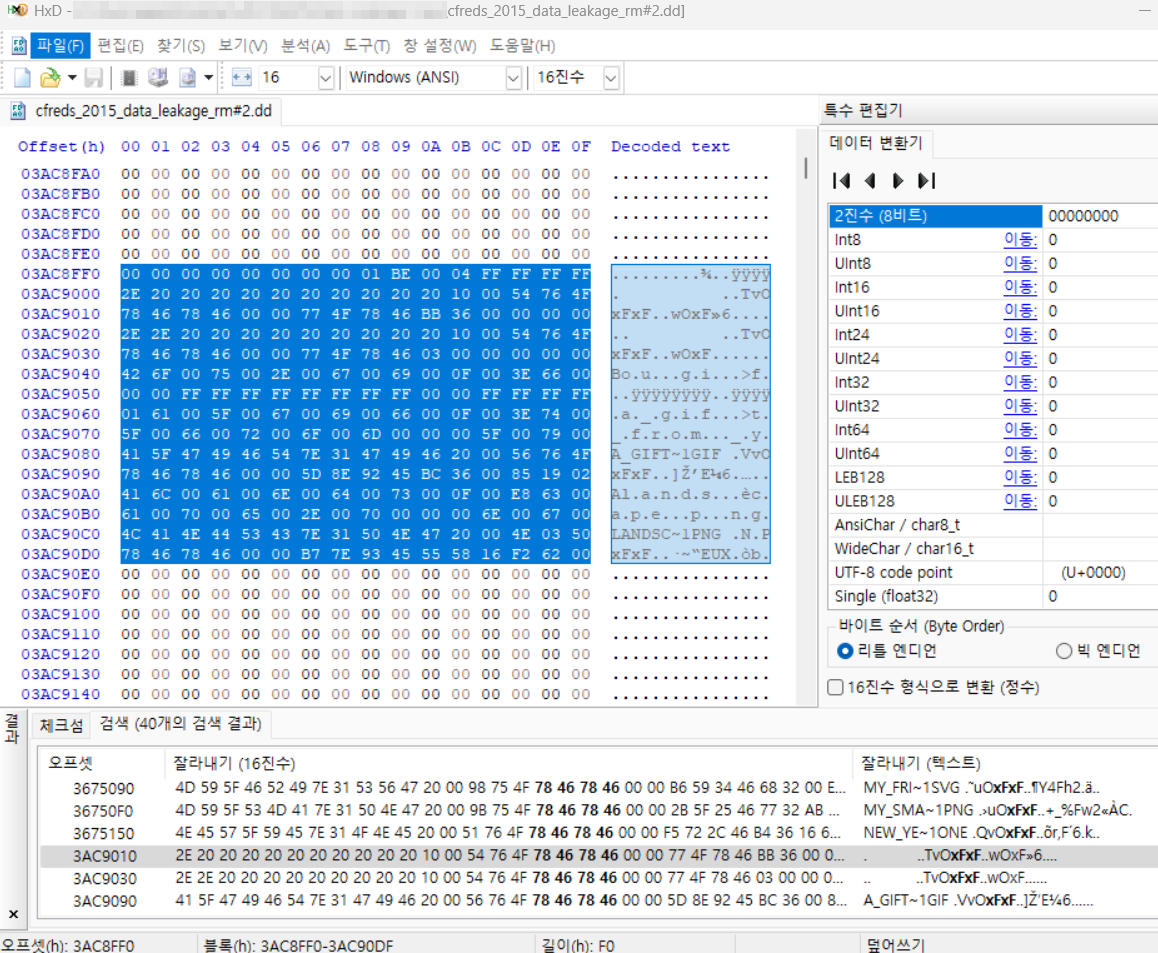 HxD - cfreds_2015_data_leakage_rm#2.dd]
파일(F) 편집(E) 찾기(S) 보기(V) 분석(A) 도구(T) 창 설정(W) 도움말(H)
16 Windows (ANSI) 16진수
cfreds_2015_data_leakage_rm#2.dd
특수 편집기
데이터 변환기
Offset(h) 00 01 02 03 04 05 06 07 08 09 0A 0B 0C 0D 0E 0F Decoded text
03AC8FA0 00 00 00 00 00 00 00 00 00 00 00 00 00 00 00 00 ................
03AC8FB0 00 00 00 00 00 00 00 00 00 00 00 00 00 00 00 00 ................
03AC8FC0 00 00 00 00 00 00 00 00 00 00 00 00 00 00 00 00 ................
03AC8FD0 00 00 00 00 00 00 00 00 00 00 00 00 00 00 00 00 ................
03AC8FE0 00 00 00 00 00 00 00 00 00 00 00 00 00 00 00 00 ................
03AC8FF0 00 00 00 00 00 00 00 00 01 BE 00 04 FF FF FF FF .........¾..ÿÿÿÿ
03AC9000 2E 20 20 20 20 20 20 20 20 20 20 10 00 54 76 4F .          ..TvO
03AC9010 78 46 78 46 00 00 77 4F 78 46 BB 36 00 00 00 00 xFxF..wOxF»6....
03AC9020 2E 2E 20 20 20 20 20 20 20 20 20 10 00 54 76 4F ..         ..TvO
03AC9030 78 46 78 46 00 00 77 4F 78 46 03 00 00 00 00 00 xFxF..wOxF......
03AC9040 42 6F 00 75 00 2E 00 67 00 69 00 0F 00 3E 66 00 Bo.u...g.i...>f.
03AC9050 00 00 FF FF FF FF FF FF FF FF 00 00 FF FF FF FF ..ÿÿÿÿÿÿÿÿ..ÿÿÿÿ
03AC9060 01 61 00 5F 00 67 00 69 00 66 00 0F 00 3E 74 00 .a._.g.i.f...>t.
03AC9070 5F 00 66 00 72 00 6F 00 6D 00 00 00 5F 00 79 00 _.f.r.o.m..._.y.
03AC9080 41 5F 47 49 46 54 7E 31 47 49 46 20 00 56 76 4F A_GIFT~1GIF .VvO
03AC9090 78 46 78 46 00 00 5D 8E 92 45 BC 36 00 85 19 02 xFxF..]Ž’E¼6.…..
03AC90A0 41 6C 00 61 00 6E 00 64 00 73 00 0F 00 E8 63 00 Al.a.n.d.s...èc.
03AC90B0 61 00 70 00 65 00 2E 00 70 00 00 00 6E 00 67 00 a.p.e...p...n.g.
03AC90C0 4C 41 4E 44 53 43 7E 31 50 4E 47 20 00 4E 03 50 LANDSC~1PNG .N.P
03AC90D0 78 46 78 46 00 00 B7 7E 93 45 55 58 16 F2 62 00 xFxF..·~“EUX.òb.
03AC90E0 00 00 00 00 00 00 00 00 00 00 00 00 00 00 00 00 ................
03AC90F0 00 00 00 00 00 00 00 00 00 00 00 00 00 00 00 00 ................
03AC9100 00 00 00 00 00 00 00 00 00 00 00 00 00 00 00 00 ................
03AC9110 00 00 00 00 00 00 00 00 00 00 00 00 00 00 00 00 ................
03AC9120 00 00 00 00 00 00 00 00 00 00 00 00 00 00 00 00 ................
03AC9130 00 00 00 00 00 00 00 00 00 00 00 00 00 00 00 00 ................
03AC9140 00 00 00 00 00 00 00 00 00 00 00 00 00 00 00 00 ................
2진수 (8비트) 00000000
Int8 이동: 0
UInt8 이동: 0
Int16 이동: 0
UInt16 이동: 0
Int24 이동: 0
UInt24 이동: 0
Int32 이동: 0
UInt32 이동: 0
Int64 이동: 0
UInt64 이동: 0
LEB128 이동: 0
ULEB128 이동: 0
AnsiChar / char8_t
WideChar / char16_t
UTF-8 code point (U+0000)
Single (float32) 0
바이트 순서 (Byte Order)
리틀 엔디언 빅 엔디언
16진수 형식으로 변환 (정수)
결과
체크섬 검색 (40개의 검색 결과)
오프셋 잘라내기 (16진수) 잘라내기 (텍스트)
3675090 4D 59 5F 46 52 49 7E 31 53 56 47 20 00 98 75 4F 78 46 78 46 00 00 B6 59 34 46 68 32 00 E... MY_FRI~1SVG .˜uOxFxF..¶Y4Fh2.ä..
36750F0 4D 59 5F 53 4D 41 7E 31 50 4E 47 20 00 9B 75 4F 78 46 78 46 00 00 2B 5F 25 46 77 32 AB ... MY_SMA~1PNG .›uOxFxF..+_%Fw2«ÀC.
3675150 4E 45 57 5F 59 45 7E 31 4F 4E 45 20 00 51 76 4F 78 46 78 46 00 00 F5 72 2C 46 B4 36 16 6... NEW_YE~1ONE .QvOxFxF..õr,F´6.k..
3AC9010 2E 20 20 20 20 20 20 20 20 20 20 10 00 54 76 4F 78 46 78 46 00 00 77 4F 78 46 BB 36 00 0... .          ..TvOxFxF..wOxF»6....
3AC9030 2E 2E 20 20 20 20 20 20 20 20 20 10 00 54 76 4F 78 46 78 46 00 00 77 4F 78 46 03 00 00 0... ..         ..TvOxFxF..wOxF......
3AC9090 41 5F 47 49 46 54 7E 31 47 49 46 20 00 56 76 4F 78 46 78 46 00 00 5D 8E 92 45 BC 36 00 8... A_GIFT~1GIF .VvOxFxF..]Ž’E¼6......
오프셋(h): 3AC8FF0 블록(h): 3AC8FF0-3AC90DF 길이(h): F0 덮어쓰기